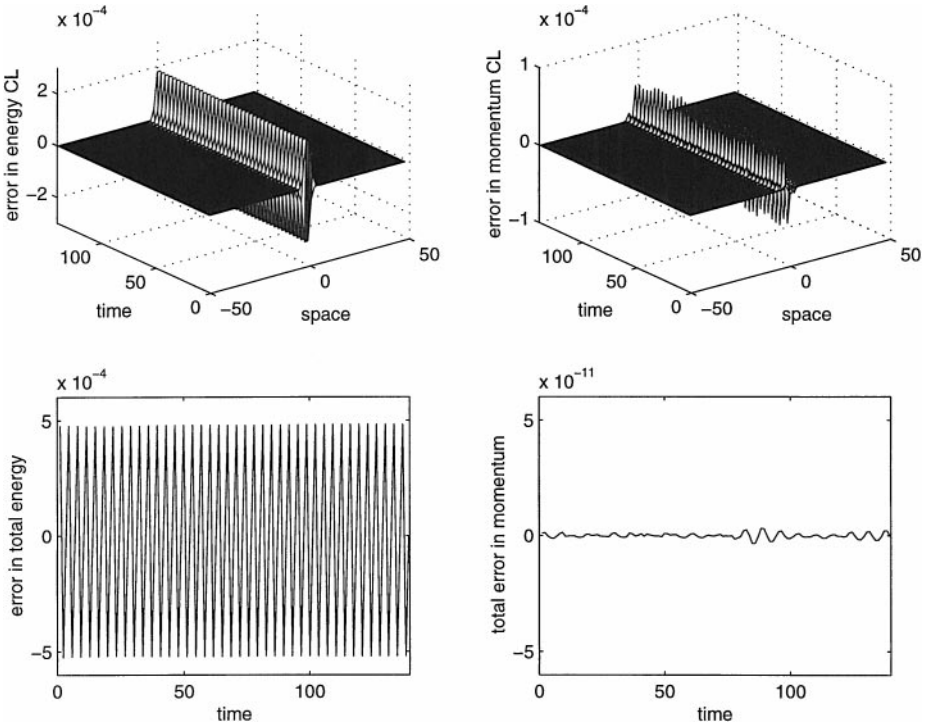 x 10⁻⁴
error in energy CL
2
0
−2
100
50
0
time
−50
0
50
space
x 10⁻⁴
error in momentum CL
1
0
−1
100
50
0
time
−50
0
50
space
x 10⁻⁴
error in total energy
5
0
−5
0
50
100
time
x 10⁻¹¹
total error in momentum
5
0
−5
0
50
100
time